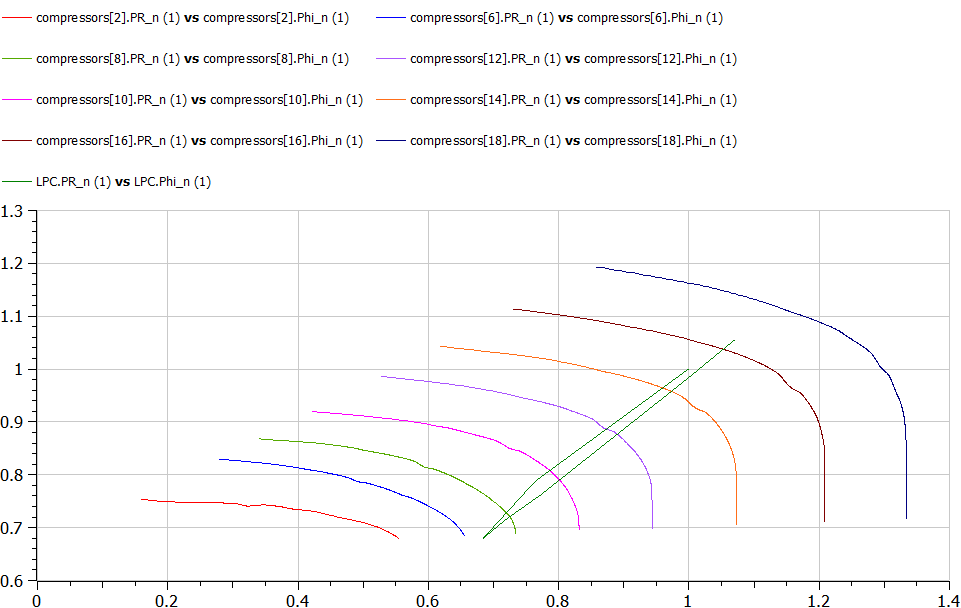 compressors[2].PR_n (1) vs compressors[2].Phi_n (1) compressors[6].PR_n (1) vs compressors[6].Phi_n (1)
compressors[8].PR_n (1) vs compressors[8].Phi_n (1) compressors[12].PR_n (1) vs compressors[12].Phi_n (1)
compressors[10].PR_n (1) vs compressors[10].Phi_n (1) compressors[14].PR_n (1) vs compressors[14].Phi_n (1)
compressors[16].PR_n (1) vs compressors[16].Phi_n (1) compressors[18].PR_n (1) vs compressors[18].Phi_n (1)
LPC.PR_n (1) vs LPC.Phi_n (1)
1.3
1.2
1.1
1
0.9
0.8
0.7
0.6
0 0.2 0.4 0.6 0.8 1 1.2 1.4